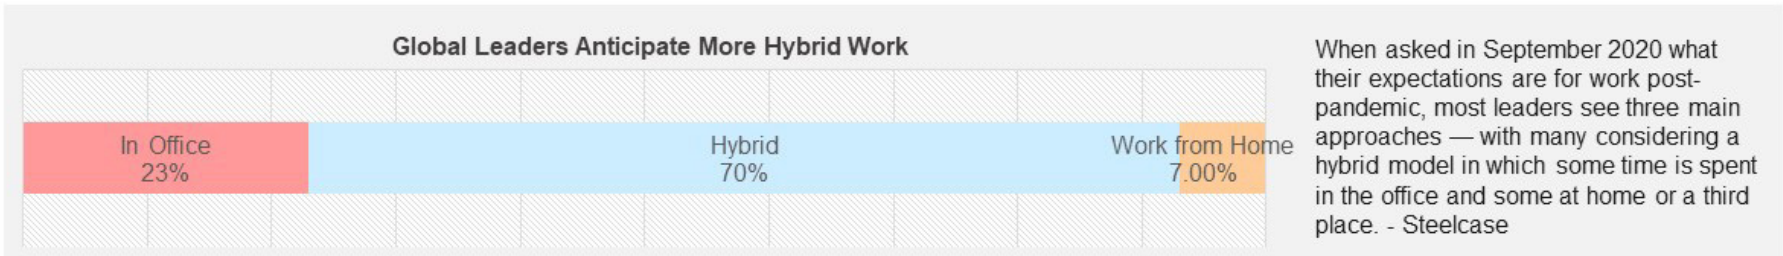 Global Leaders Anticipate More Hybrid Work
In Office
23%
Hybrid
70%
Work from Home
7.00%
When asked in September 2020 what
their expectations are for work post-
pandemic, most leaders see three main
approaches — with many considering a
hybrid model in which some time is spent
in the office and some at home or a third
place. - Steelcase